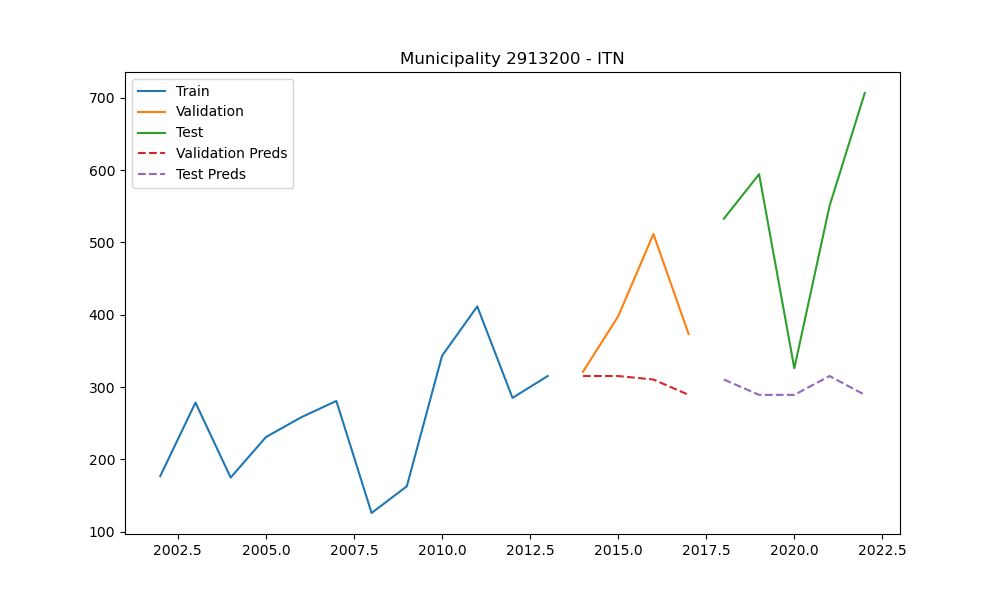 Municipality 2913200 - ITN
Train
Validation
Test
Validation Preds
Test Preds
700
600
500
400
300
200
100
2002.5 2005.0 2007.5 2010.0 2012.5 2015.0 2017.5 2020.0 2022.5